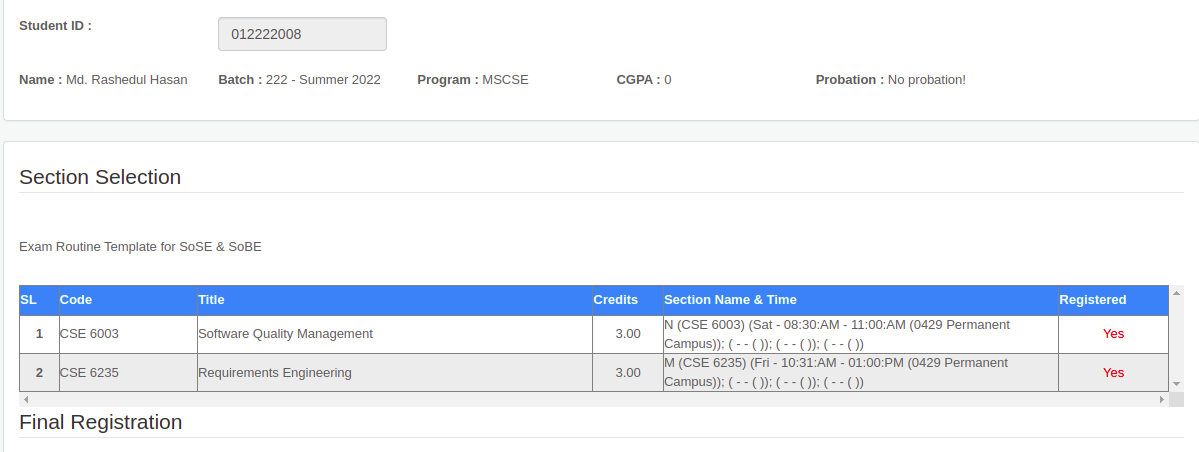 Student ID :
012222008
Name : Md. Rashedul Hasan Batch : 222 - Summer 2022 Program : MSCSE CGPA : 0 Probation : No probation!
Section Selection
Exam Routine Template for SoSE & SoBE
SL Code Title Credits Section Name & Time Registered
1 CSE 6003 Software Quality Management 3.00 N (CSE 6003) (Sat - 08:30:AM - 11:00:AM (0429 Permanent Yes
Campus)); ( - - ( )); ( - - ( )); ( - - ( ))
2 CSE 6235 Requirements Engineering 3.00 M (CSE 6235) (Fri - 10:31:AM - 01:00:PM (0429 Permanent Yes
Campus)); ( - - ( )); ( - - ( )); ( - - ( ))
Final Registration